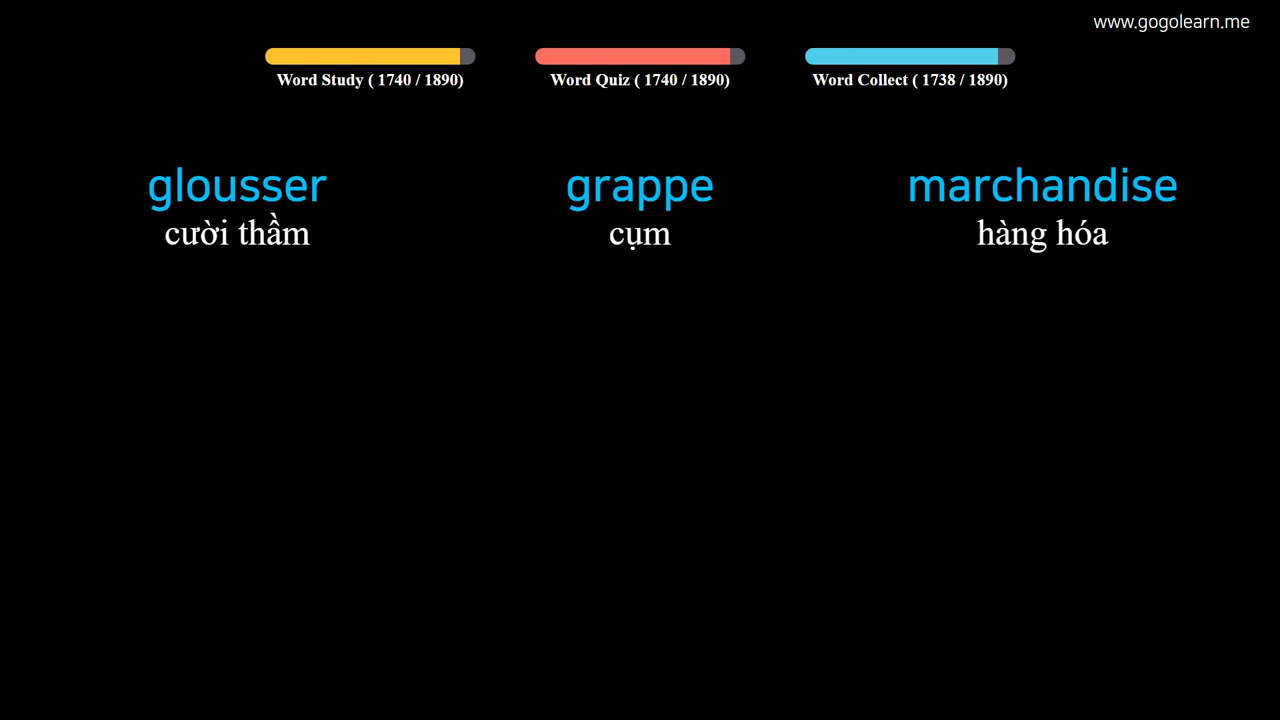 www.gogolearn.me
Word Study ( 1740 / 1890)
Word Quiz ( 1740 / 1890)
Word Collect ( 1738 / 1890)
glousser
cười thầm
grappe
cụm
marchandise
hàng hóa